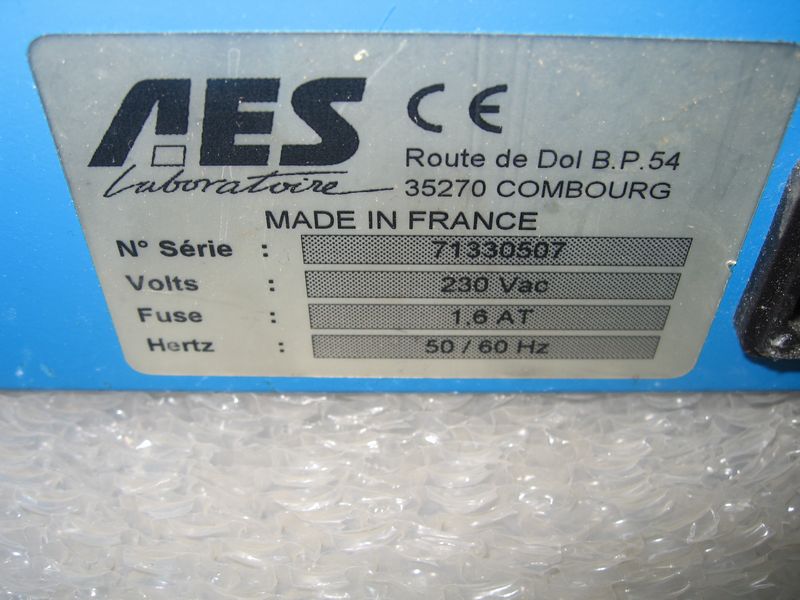 AES CE
Laboratoire
Route de Dol B.P.54
35270 COMBOURG
MADE IN FRANCE
N° Série : 71330507
Volts : 230 Vac
Fuse : 1.6 AT
Hertz : 50 / 60 Hz